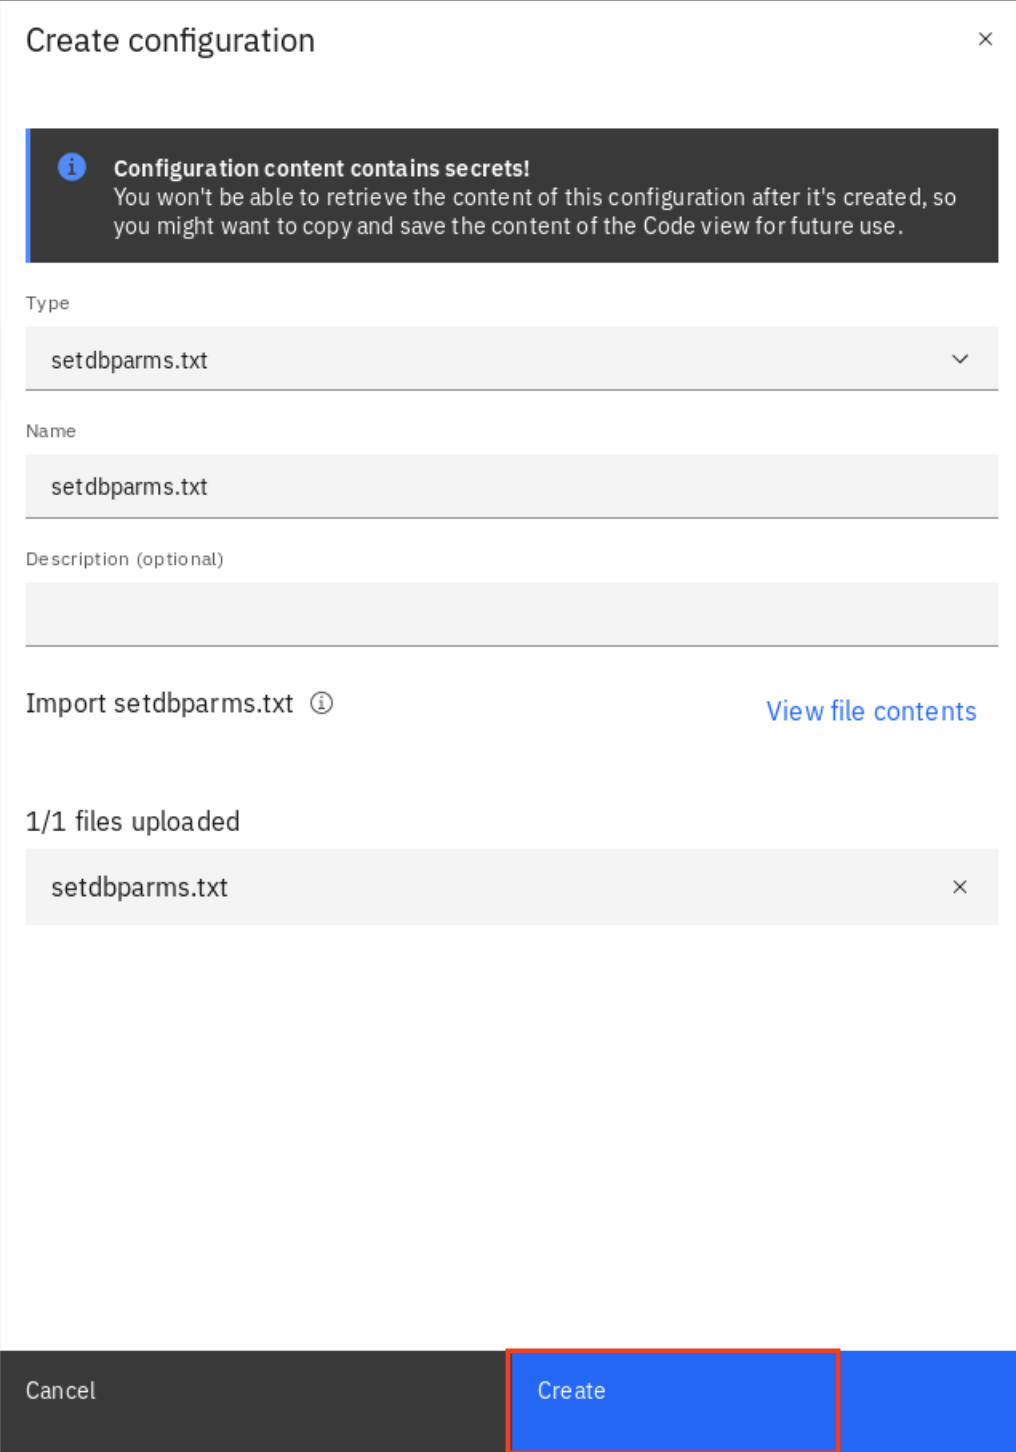 Create configuration
Configuration content contains secrets!
You won't be able to retrieve the content of this configuration after it's created, so
you might want to copy and save the content of the Code view for future use.
Type
setdbparms.txt
Name
setdbparms.txt
Description (optional)
Import setdbparms.txt
View file contents
1/1 files uploaded
setdbparms.txt
Cancel
Create